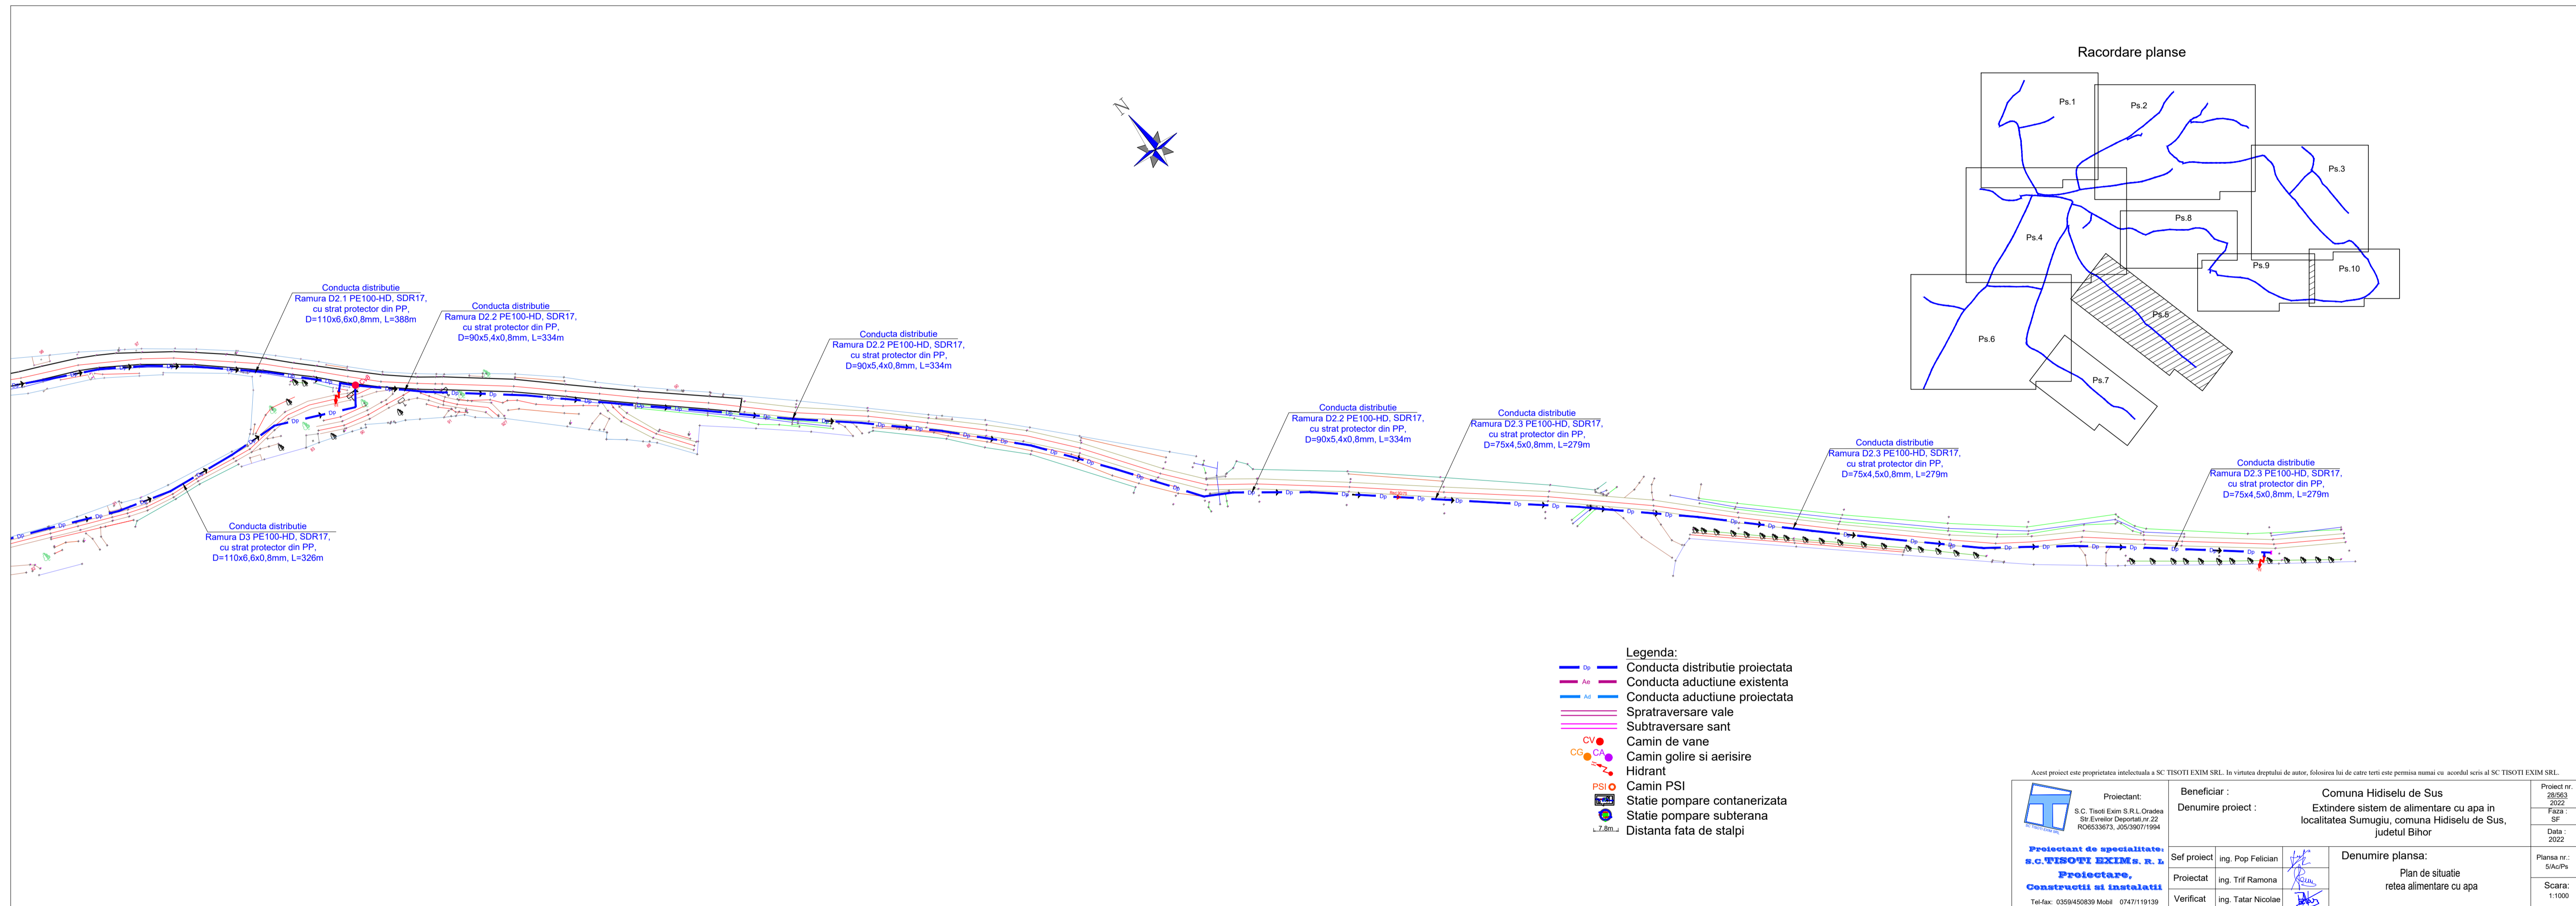 Racordare planse
Ps.1
Ps.2
Ps.3
Ps.8
Ps.4
Ps.9
Ps.10
Ps.5
Ps.6
Ps.7
N
Conducta distributie
Ramura D2.1 PE100-HD, SDR17,
cu strat protector din PP,
D=110x6,6x0,8mm, L=388m
Conducta distributie
Ramura D2.2 PE100-HD, SDR17,
cu strat protector din PP,
D=90x5,4x0,8mm, L=334m
Conducta distributie
Ramura D2.2 PE100-HD, SDR17,
cu strat protector din PP,
D=90x5,4x0,8mm, L=334m
Conducta distributie
Ramura D2.2 PE100-HD, SDR17,
cu strat protector din PP,
D=90x5,4x0,8mm, L=334m
Conducta distributie
Ramura D2.3 PE100-HD, SDR17,
cu strat protector din PP,
D=75x4,5x0,8mm, L=279m
Conducta distributie
Ramura D2.3 PE100-HD, SDR17,
cu strat protector din PP,
D=75x4,5x0,8mm, L=279m
Conducta distributie
Ramura D2.3 PE100-HD, SDR17,
cu strat protector din PP,
D=75x4,5x0,8mm, L=279m
Conducta distributie
Ramura D3 PE100-HD, SDR17,
cu strat protector din PP,
D=110x6,6x0,8mm, L=326m
Legenda:
Dp Conducta distributie proiectata
Ae Conducta aductiune existenta
Ad Conducta aductiune proiectata
Spratraversare vale
Subtraversare sant
CV Camin de vane
CG CA Camin golire si aerisire
Hidrant
PSI Camin PSI
Statie pompare contanerizata
Statie pompare subterana
7.8m Distanta fata de stalpi
Acest proiect este proprietatea intelectuala a SC TISOTI EXIM SRL. In virtutea dreptului de autor, folosirea lui de catre terti este permisa numai cu acordul scris al SC TISOTI EXIM SRL.
SC TISOTI EXIM SRL
Proiectant:
S.C. Tisoti Exim S.R.L.Oradea
Str.Evreilor Deportati,nr.22
RO6533673, J05/3907/1994
Proiectant de specialitate:
S.C.TISOTI EXIM S. R. L
Proiectare,
Constructii si instalatii
Tel-fax: 0359/450839 Mobil 0747/119139
Beneficiar : Comuna Hidiselu de Sus
Denumire proiect : Extindere sistem de alimentare cu apa in
localitatea Sumugiu, comuna Hidiselu de Sus,
judetul Bihor
Proiect nr.
28/563
2022
Faza :
SF
Data :
2022
Sef proiect ing. Pop Felician
Proiectat ing. Trif Ramona
Verificat ing. Tatar Nicolae
Denumire plansa:
Plan de situatie
retea alimentare cu apa
Plansa nr.:
5/Ac/Ps
Scara:
1:1000